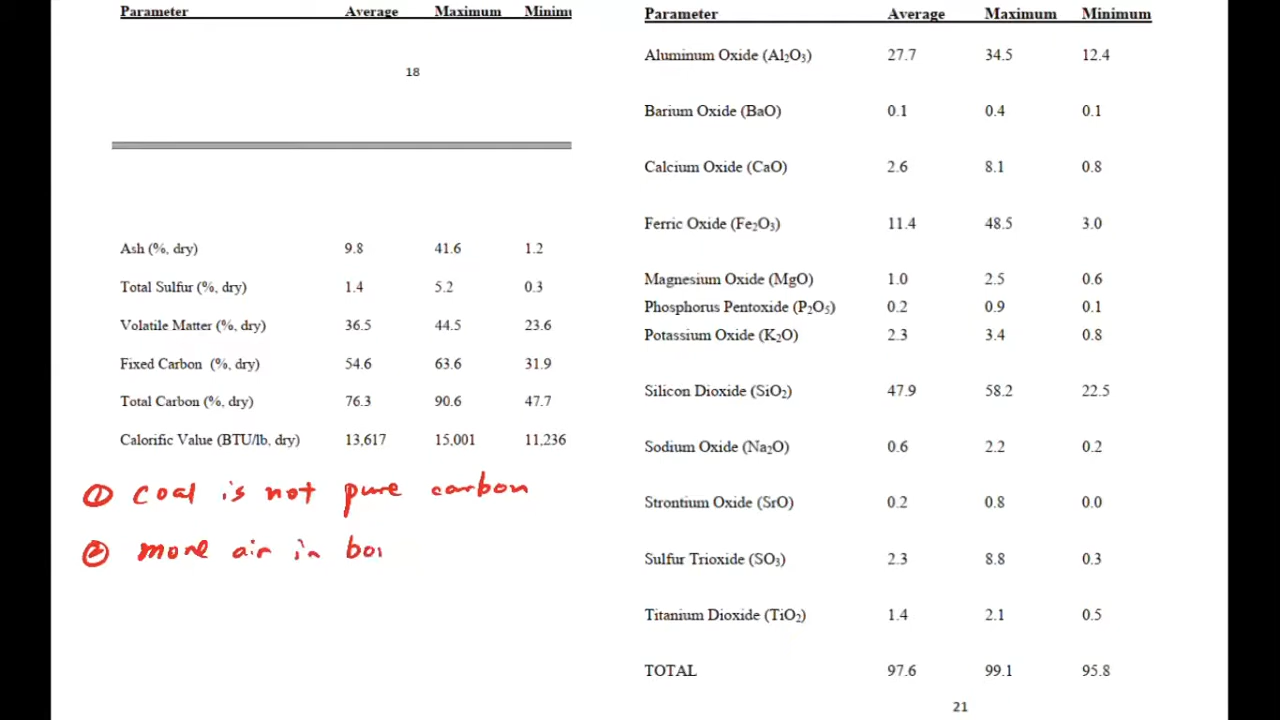 Parameter Average Maximum Minimu
18
Ash (%, dry) 9.8 41.6 1.2
Total Sulfur (%, dry) 1.4 5.2 0.3
Volatile Matter (%, dry) 36.5 44.5 23.6
Fixed Carbon (%, dry) 54.6 63.6 31.9
Total Carbon (%, dry) 76.3 90.6 47.7
Calorific Value (BTU/lb, dry) 13,617 15,001 11,236
① coal is not pure carbon
② more air in boi
Parameter Average Maximum Minimum
Aluminum Oxide (Al₂O₃) 27.7 34.5 12.4
Barium Oxide (BaO) 0.1 0.4 0.1
Calcium Oxide (CaO) 2.6 8.1 0.8
Ferric Oxide (Fe₂O₃) 11.4 48.5 3.0
Magnesium Oxide (MgO) 1.0 2.5 0.6
Phosphorus Pentoxide (P₂O₅) 0.2 0.9 0.1
Potassium Oxide (K₂O) 2.3 3.4 0.8
Silicon Dioxide (SiO₂) 47.9 58.2 22.5
Sodium Oxide (Na₂O) 0.6 2.2 0.2
Strontium Oxide (SrO) 0.2 0.8 0.0
Sulfur Trioxide (SO₃) 2.3 8.8 0.3
Titanium Dioxide (TiO₂) 1.4 2.1 0.5
TOTAL 97.6 99.1 95.8
21